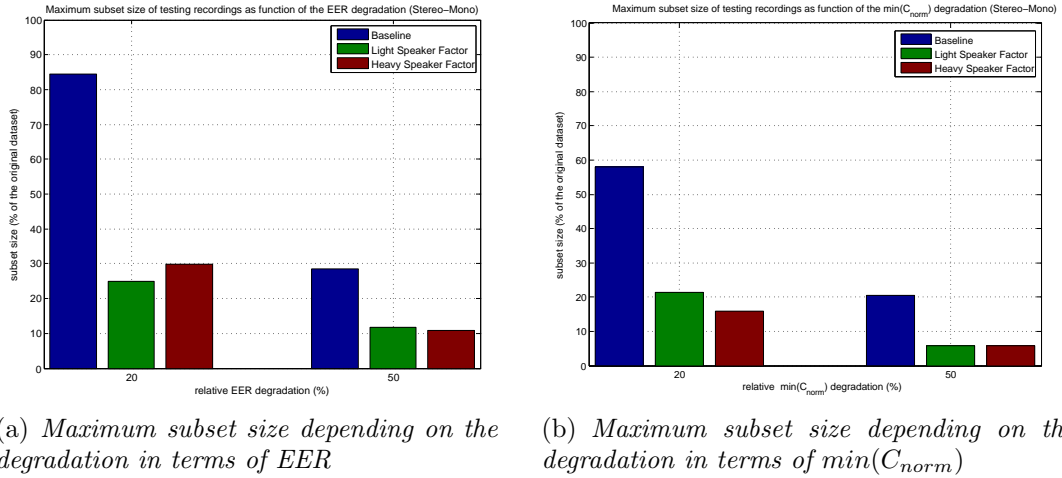 Maximum subset size of testing recordings as function of the EER degradation (Stereo−Mono)
100
90
80
70
60
50
40
30
20
10
0
subset size (% of the original dataset)
Baseline
Light Speaker Factor
Heavy Speaker Factor
20
50
relative EER degradation (%)
(a) Maximum subset size depending on the
degradation in terms of EER
Maximum subset size of testing recordings as function of the min(Cnorm) degradation (Stereo−Mono)
100
90
80
70
60
50
40
30
20
10
0
subset size (% of the original dataset)
Baseline
Light Speaker Factor
Heavy Speaker Factor
20
50
relative min(Cnorm) degradation (%)
(b) Maximum subset size depending on th
degradation in terms of min(Cnorm)